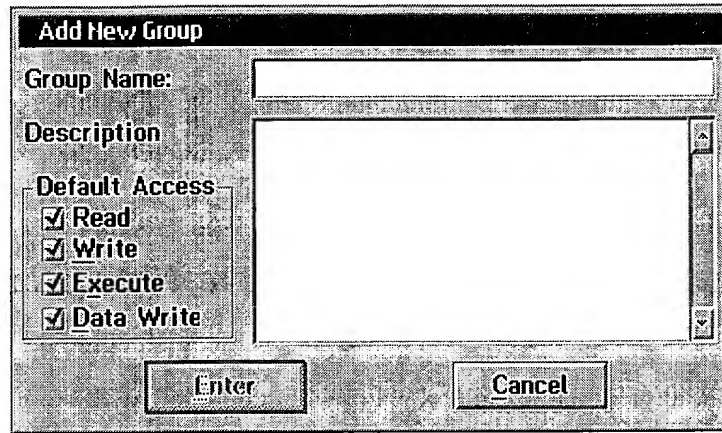 Add New Group
Group Name:
Description
Default Access
Read
Write
Execute
Data Write
Enter
Cancel